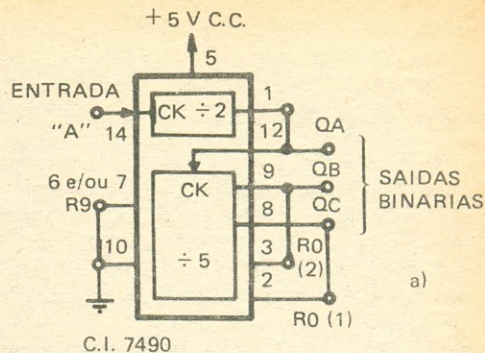 + 5 V C.C.
5
ENTRADA
"A"
14
CK ÷ 2
1
12
QA
6 e/ou 7
R9
CK
9
QB
8
QC
SAIDAS
BINARIAS
10
÷ 5
3
R0
(2)
2
R0 (1)
a)
C.I. 7490